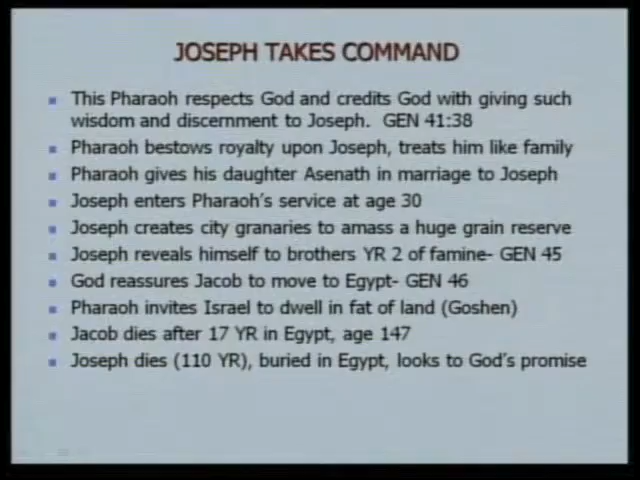 JOSEPH TAKES COMMAND
This Pharaoh respects God and credits God with giving such
wisdom and discernment to Joseph. GEN 41:38
Pharaoh bestows royalty upon Joseph, treats him like family
Pharaoh gives his daughter Asenath in marriage to Joseph
Joseph enters Pharaoh's service at age 30
Joseph creates city granaries to amass a huge grain reserve
Joseph reveals himself to brothers YR 2 of famine- GEN 45
God reassures Jacob to move to Egypt- GEN 46
Pharaoh invites Israel to dwell in fat of land (Goshen)
Jacob dies after 17 YR in Egypt, age 147
Joseph dies (110 YR), buried in Egypt, looks to God's promise